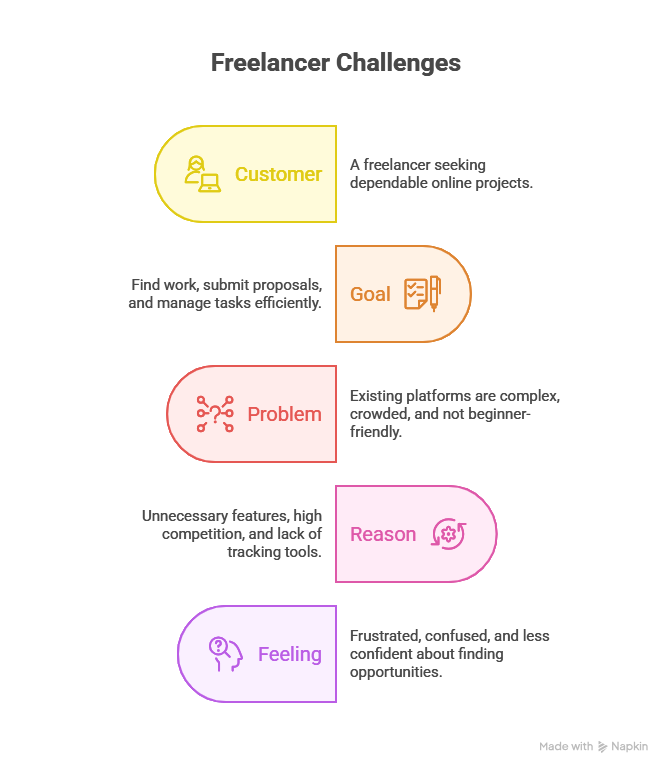 Freelancer Challenges
Customer
A freelancer seeking
dependable online projects.
Find work, submit proposals,
and manage tasks efficiently.
Goal
Problem
Existing platforms are complex,
crowded, and not beginner-
friendly.
Unnecessary features, high
competition, and lack of
tracking tools.
Reason
Feeling
Frustrated, confused, and less
confident about finding
opportunities.
Made with Napkin